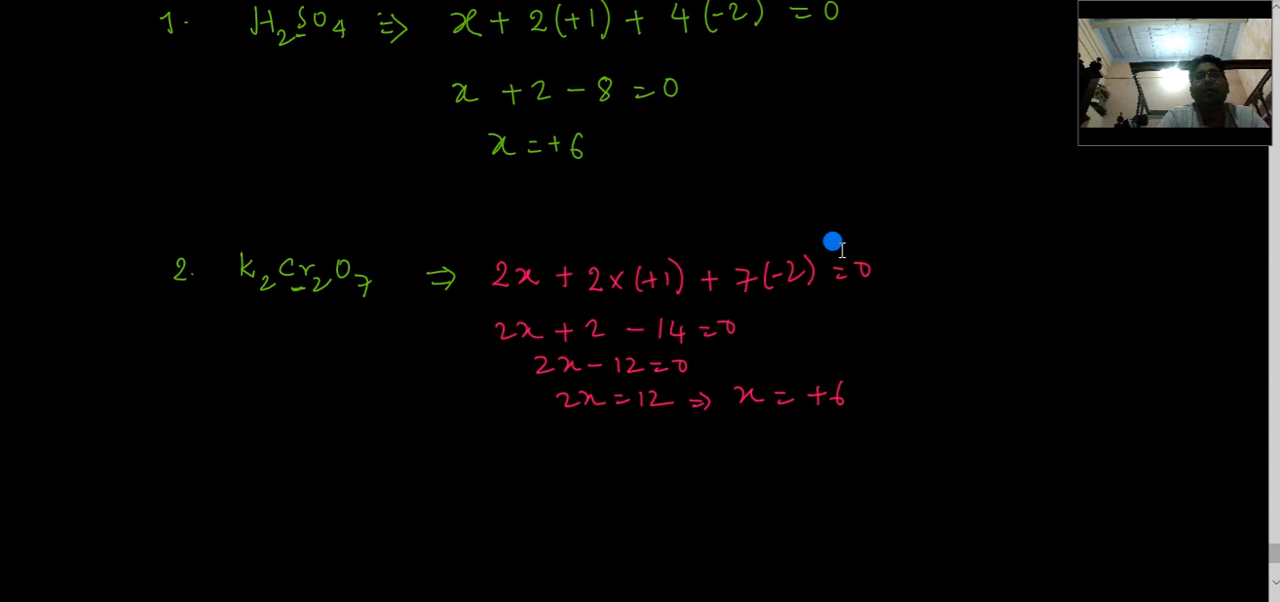 1. H₂SO₄ ⇒ x + 2(+1) + 4(-2) = 0
x + 2 - 8 = 0
x = +6
2. K₂Cr₂O₇ ⇒ 2x + 2×(+1) + 7(-2) = 0
2x + 2 - 14 = 0
2x - 12 = 0
2x = 12 ⇒ x = +6